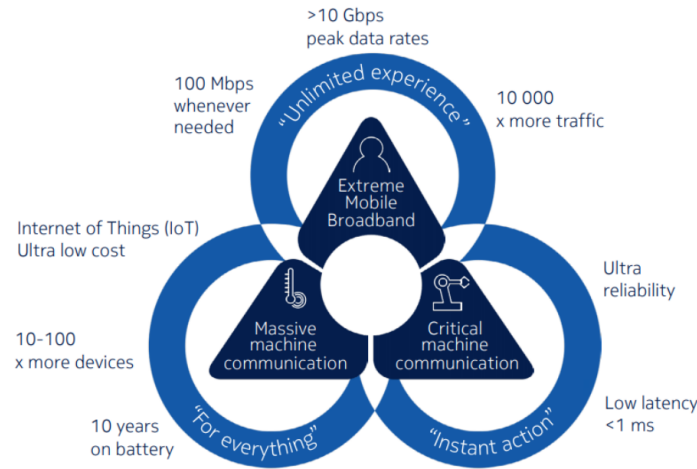 >10 Gbps
peak data rates
100 Mbps
whenever
needed
"Unlimited experience"
10 000
x more traffic
Extreme
Mobile
Broadband
Internet of Things (IoT)
Ultra low cost
Ultra
reliability
Massive
machine
communication
Critical
machine
communication
10-100
x more devices
10 years
on battery
"For everything"
"Instant action"
Low latency
<1 ms